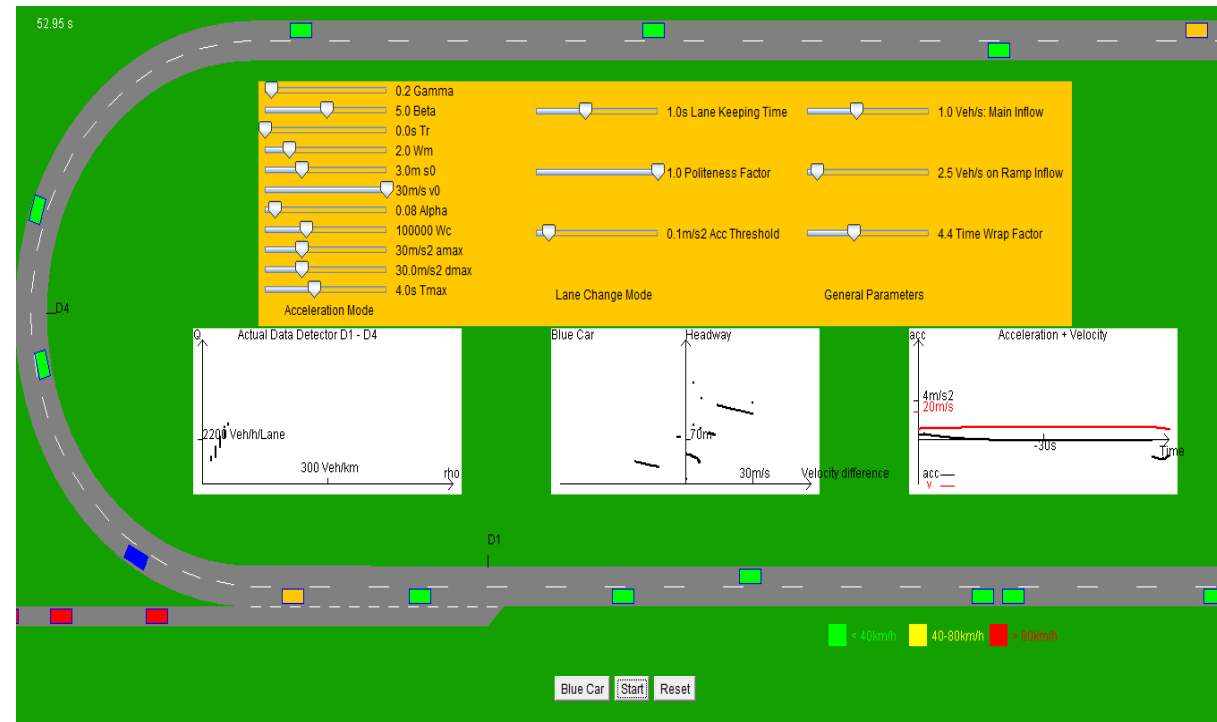 52.95 s
0.2 Gamma
5.0 Beta
0.0s Tr
2.0 Wm
3.0m s0
30m/s v0
0.08 Alpha
100000 Wc
30m/s2 amax
30.0m/s2 dmax
4.0s Tmax
Acceleration Mode
1.0s Lane Keeping Time
1.0 Politeness Factor
0.1m/s2 Acc Threshold
Lane Change Mode
1.0 Veh/s: Main Inflow
2.5 Veh/s on Ramp Inflow
4.4 Time Wrap Factor
General Parameters
D4
Q
Actual Data Detector D1 - D4
2200 Veh/h/Lane
300 Veh/km
rho
Blue Car
Headway
70m
30m/s
Velocity difference
acc
Acceleration + Velocity
4m/s2
20m/s
-30s
Time
acc
v
D1
< 40km/h
40-80km/h
> 80km/h
Blue Car
Start
Reset